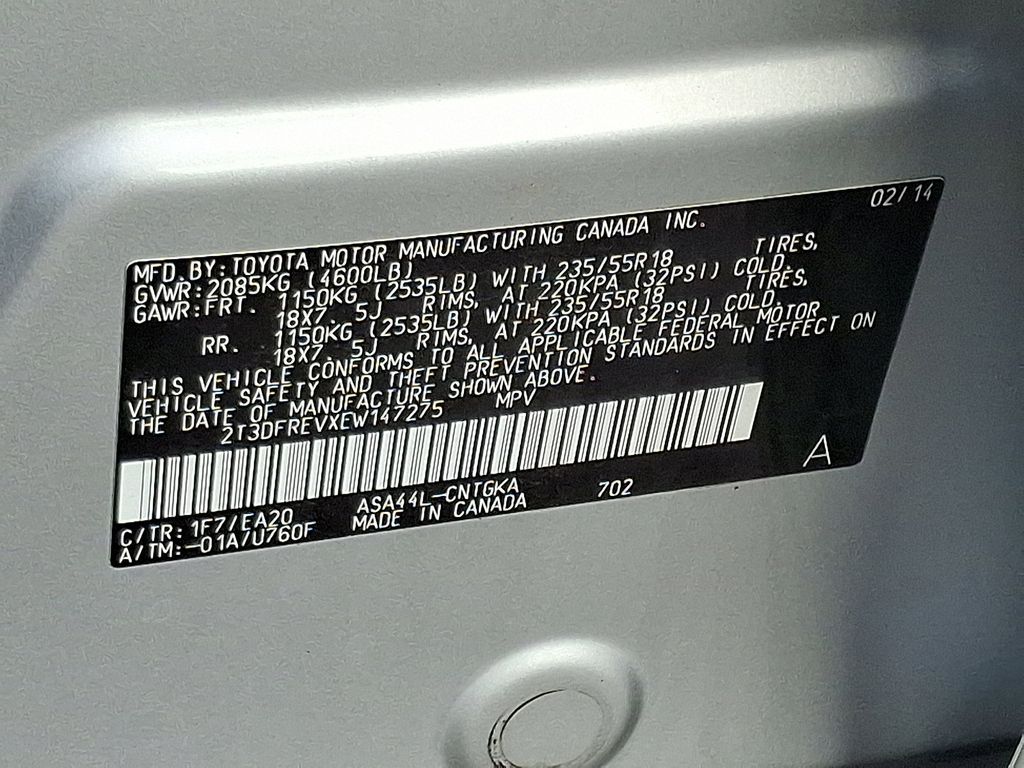 02/14
MFD.BY:TOYOTA MOTOR MANUFACTURING CANADA INC.
GVWR:2085KG (4600LB)
GAWR:FRT. 1150KG (2535LB) WITH 235/55R18 TIRES,
18X7. 5J RIMS, AT 220KPA (32PSI) COLD.
RR. 1150KG (2535LB) WITH 235/55R18 TIRES,
18X7. 5J RIMS, AT 220KPA (32PSI) COLD.
THIS VEHICLE CONFORMS TO ALL APPLICABLE FEDERAL MOTOR
VEHICLE SAFETY AND THEFT PREVENTION STANDARDS IN EFFECT ON
THE DATE OF MANUFACTURE SHOWN ABOVE.
2T3DFREVXEW147275 MPV
A
C/TR: 1F7/EA20 ASA44L-CNTGKA 702
A/TM:-01A/U760F MADE IN CANADA